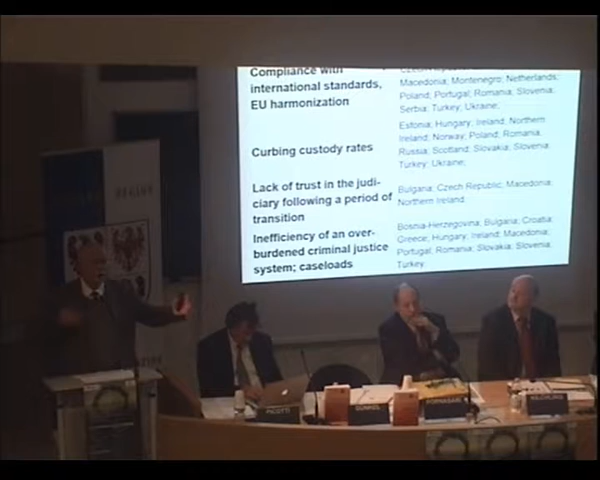 Compliance with
international standards,
EU harmonization
Macedonia; Montenegro; Netherlands;
Poland; Portugal; Romania; Slovenia;
Serbia; Turkey; Ukraine;
Curbing custody rates
Estonia; Hungary; Ireland; Northern
Ireland; Norway; Poland; Romania;
Russia; Scotland; Slovakia; Slovenia
Turkey; Ukraine;
Lack of trust in the judi-
ciary following a period of
transition
Bulgaria; Czech Republic; Macedonia;
Northern Ireland
Inefficiency of an over-
burdened criminal justice
system; caseloads
Bosnia-Herzegovina; Bulgaria; Croatia;
Greece; Hungary; Ireland; Macedonia;
Portugal; Romania; Slovakia; Slovenia;
Turkey;
PICOTTI